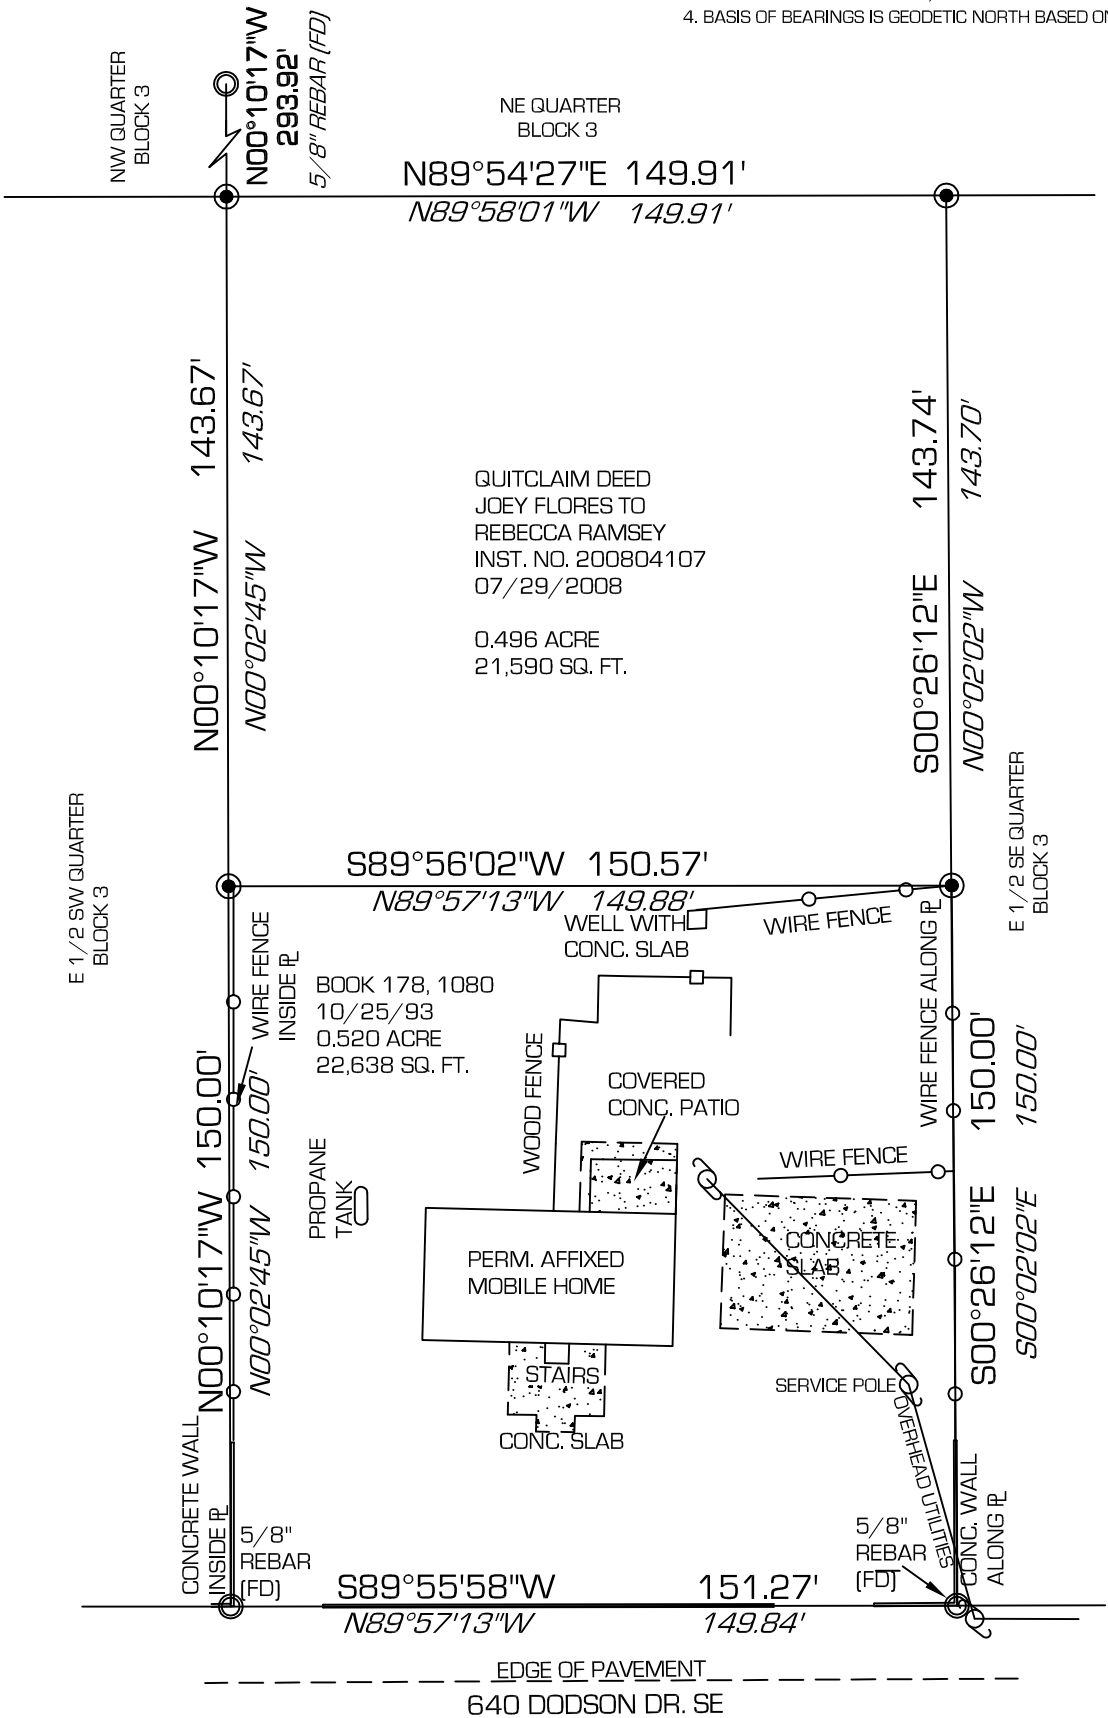 4. BASIS OF BEARINGS IS GEODETIC NORTH BASED ON
NW QUARTER
BLOCK 3
N00°10'17"W
293.92'
5/8" REBAR (FD)
NE QUARTER
BLOCK 3
N89°54'27"E 149.91'
N89°58'01"W 149.91'
N00°10'17"W 143.67'
N00°02'45"W 143.67'
QUITCLAIM DEED
JOEY FLORES TO
REBECCA RAMSEY
INST. NO. 200804107
07/29/2008
0.496 ACRE
21,590 SQ. FT.
S00°26'12"E 143.74'
N00°02'02"W 143.70'
E 1/2 SW QUARTER
BLOCK 3
E 1/2 SE QUARTER
BLOCK 3
S89°56'02"W 150.57'
N89°57'13"W 149.88'
WELL WITH
CONC. SLAB
WIRE FENCE
WIRE FENCE
INSIDE PL
BOOK 178, 1080
10/25/93
0.520 ACRE
22,638 SQ. FT.
WIRE FENCE ALONG PL
WOOD FENCE
COVERED
CONC. PATIO
WIRE FENCE
N00°10'17"W 150.00'
N00°02'45"W 150.00'
S00°26'12"E 150.00'
S00°02'02"E 150.00'
PROPANE
TANK
PERM. AFFIXED
MOBILE HOME
CONCRETE
SLAB
STAIRS
CONC. SLAB
SERVICE POLE
OVERHEAD UTILITIES
CONCRETE WALL
INSIDE PL
5/8"
REBAR
(FD)
5/8"
REBAR
(FD)
CONC. WALL
ALONG PL
S89°55'58"W 151.27'
N89°57'13"W 149.84'
EDGE OF PAVEMENT
640 DODSON DR. SE